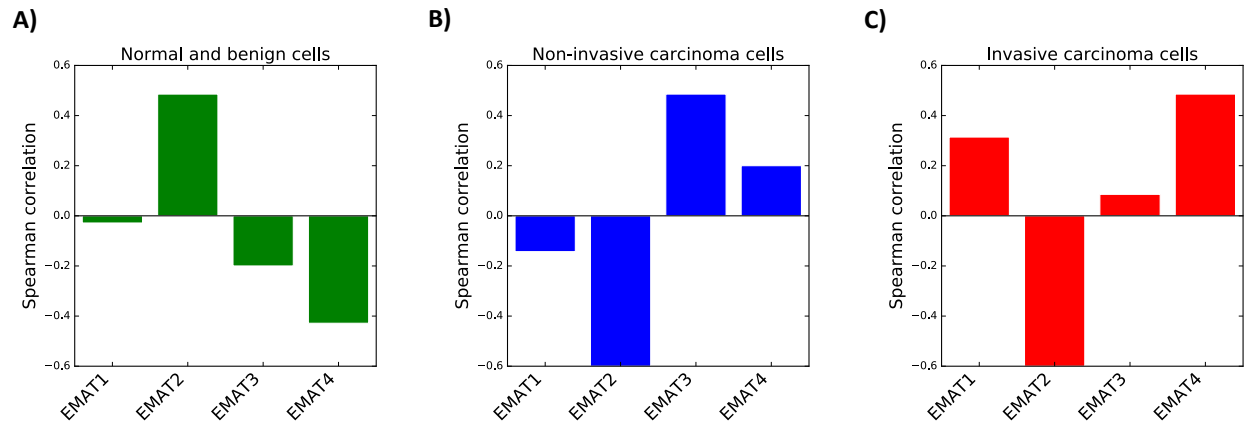 A)
Normal and benign cells
Spearman correlation
0.6
0.4
0.2
0.0
−0.2
−0.4
−0.6
EMAT1
EMAT2
EMAT3
EMAT4
B)
Non-invasive carcinoma cells
Spearman correlation
0.6
0.4
0.2
0.0
−0.2
−0.4
−0.6
EMAT1
EMAT2
EMAT3
EMAT4
C)
Invasive carcinoma cells
Spearman correlation
0.6
0.4
0.2
0.0
−0.2
−0.4
−0.6
EMAT1
EMAT2
EMAT3
EMAT4